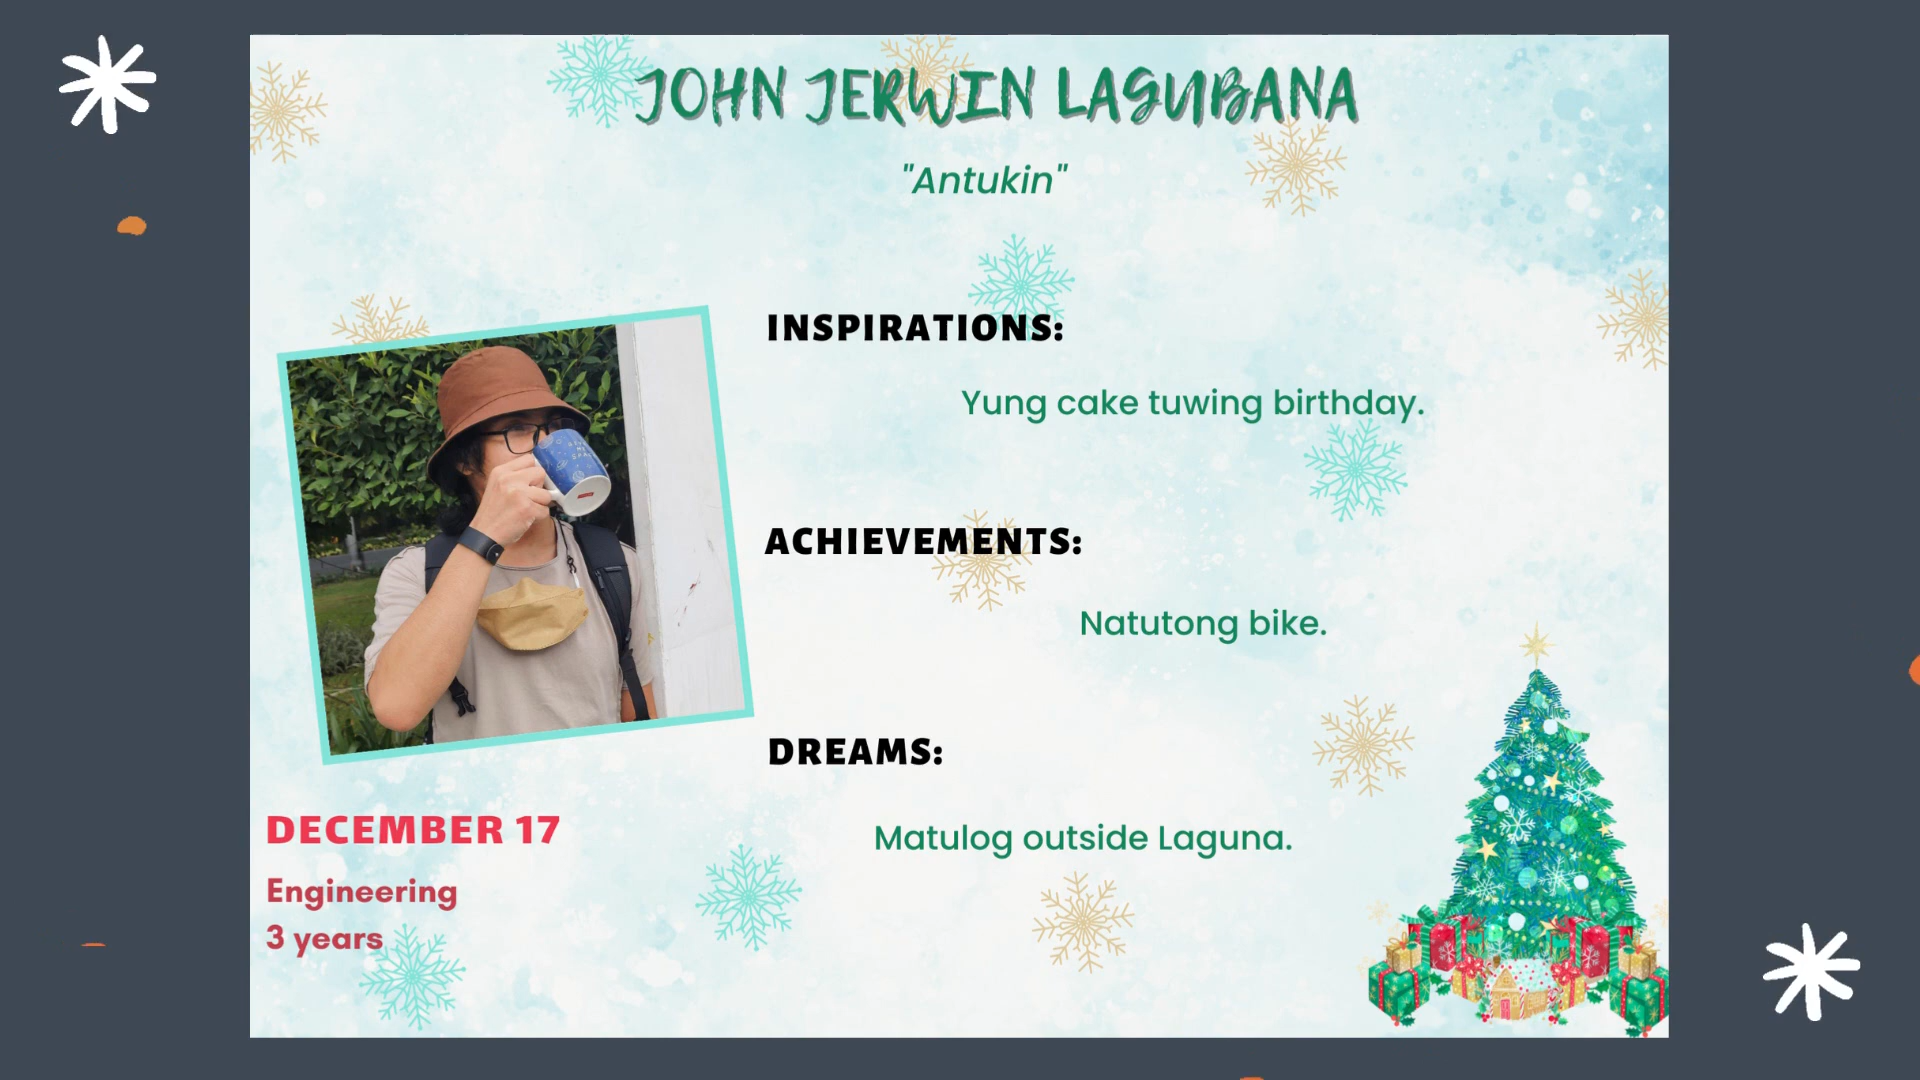 JOHN JERWIN LAGUBANA
"Antukin"
INSPIRATIONS:
Yung cake tuwing birthday.
ACHIEVEMENTS:
Natutong bike.
DREAMS:
Matulog outside Laguna.
DECEMBER 17
Engineering
3 years